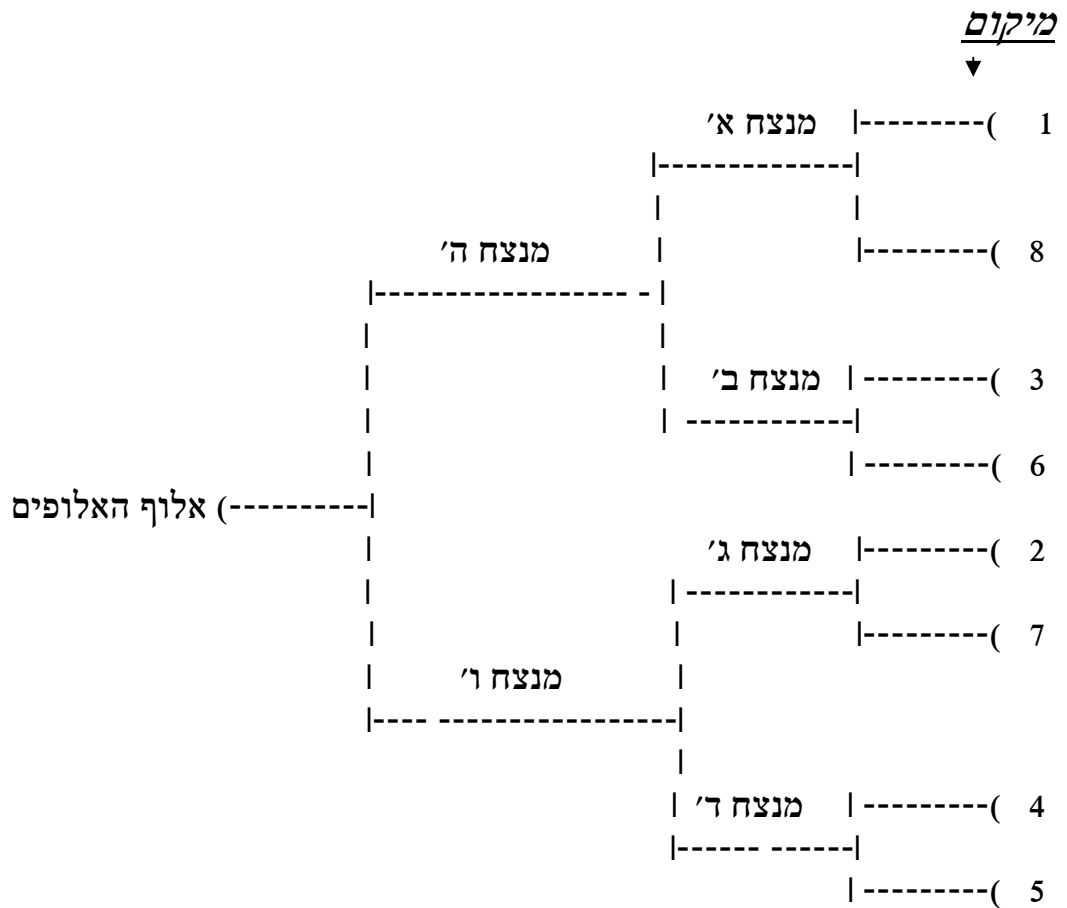 מיקום
מנצח א׳ 1
מנצח ה׳ 8
מנצח ב׳ 3
6
אלוף האלופים
מנצח ג׳ 2
7
מנצח ו׳
מנצח ד׳ 4
5